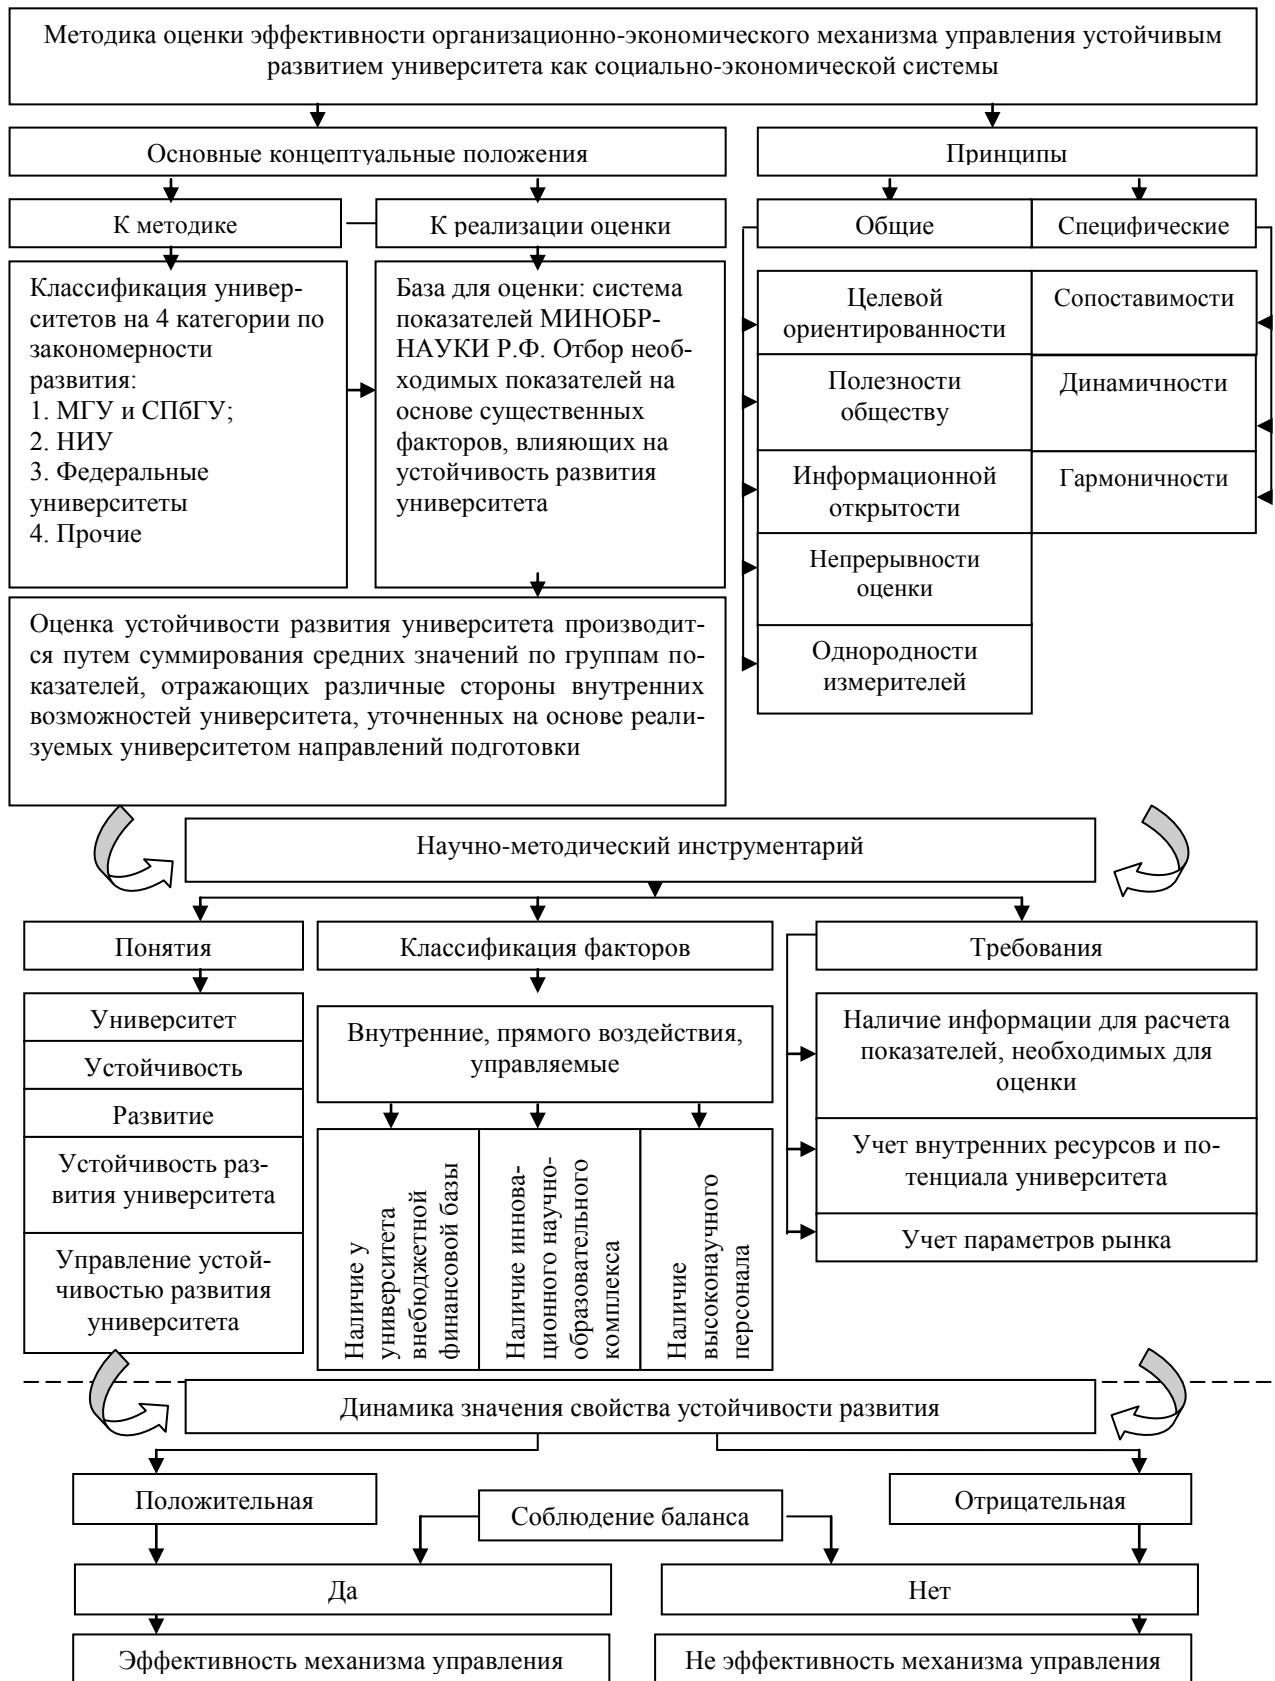 Методика оценки эффективности организационно-экономического механизма управления устойчивым
развитием университета как социально-экономической системы
Основные концептуальные положения
Принципы
К методике
К реализации оценки
Общие
Специфические
Классификация универ-
ситетов на 4 категории по
закономерности
развития:
1. МГУ и СПбГУ;
2. НИУ
3. Федеральные
университеты
4. Прочие
База для оценки: система
показателей МИНОБР-
НАУКИ Р.Ф. Отбор необ-
ходимых показателей на
основе существенных
факторов, влияющих на
устойчивость развития
университета
Целевой
ориентированности
Полезности
обществу
Информационной
открытости
Непрерывности
оценки
Однородности
измерителей
Сопоставимости
Динамичности
Гармоничности
Оценка устойчивости развития университета производит-
ся путем суммирования средних значений по группам по-
казателей, отражающих различные стороны внутренних
возможностей университета, уточненных на основе реали-
зуемых университетом направлений подготовки
Научно-методический инструментарий
Понятия
Классификация факторов
Требования
Университет
Устойчивость
Развитие
Устойчивость раз-
вития университета
Управление устой-
чивостью развития
университета
Внутренние, прямого воздействия,
управляемые
Наличие у
университета
внебюджетной
финансовой базы
Наличие иннова-
ционного научно-
образовательного
комплекса
Наличие
высоконаучного
персонала
Наличие информации для расчета
показателей, необходимых для
оценки
Учет внутренних ресурсов и по-
тенциала университета
Учет параметров рынка
Динамика значения свойства устойчивости развития
Положительная
Соблюдение баланса
Отрицательная
Да
Нет
Эффективность механизма управления
Не эффективность механизма управления